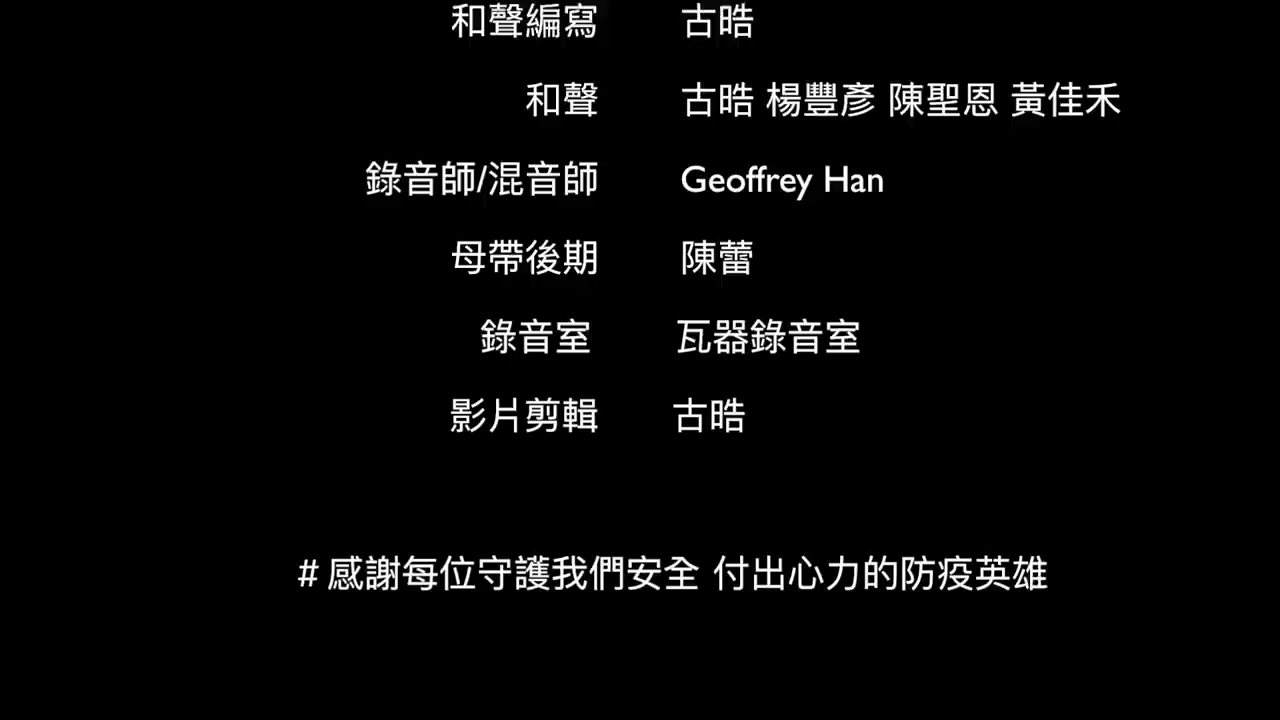 和聲編寫 古晧
和聲 古晧 楊豐彥 陳聖恩 黃佳禾
錄音師/混音師 Geoffrey Han
母帶後期 陳蕾
錄音室 瓦器錄音室
影片剪輯 古晧
# 感謝每位守護我們安全 付出心力的防疫英雄